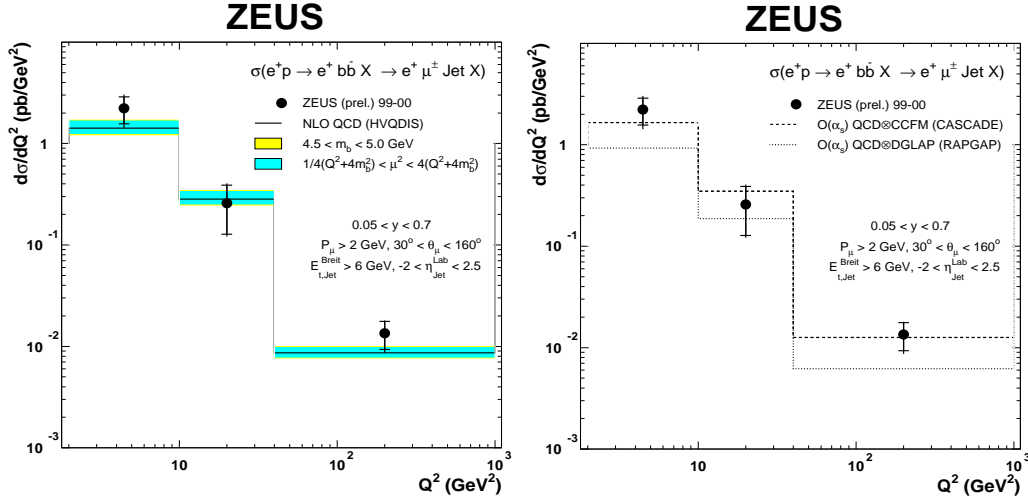 ZEUS
dσ/dQ² (pb/GeV²)
σ(e⁺p → e⁺ bb̄ X → e⁺ μ± Jet X)
ZEUS (prel.) 99-00
NLO QCD (HVQDIS)
4.5 < m_b < 5.0 GeV
1/4(Q²+4m_b²) < μ² < 4(Q²+4m_b²)
0.05 < y < 0.7
P_μ > 2 GeV, 30° < θ_μ < 160°
E_t,Jet^Breit > 6 GeV, -2 < η_Jet^Lab < 2.5
10
1
10⁻¹
10⁻²
10⁻³
10 10² 10³
Q² (GeV²)
ZEUS
dσ/dQ² (pb/GeV²)
σ(e⁺p → e⁺ bb̄ X → e⁺ μ± Jet X)
ZEUS (prel.) 99-00
O(α_s) QCD⊗CCFM (CASCADE)
O(α_s) QCD⊗DGLAP (RAPGAP)
0.05 < y < 0.7
P_μ > 2 GeV, 30° < θ_μ < 160°
E_t,Jet^Breit > 6 GeV, -2 < η_Jet^Lab < 2.5
10
1
10⁻¹
10⁻²
10⁻³
10 10² 10³
Q² (GeV²)